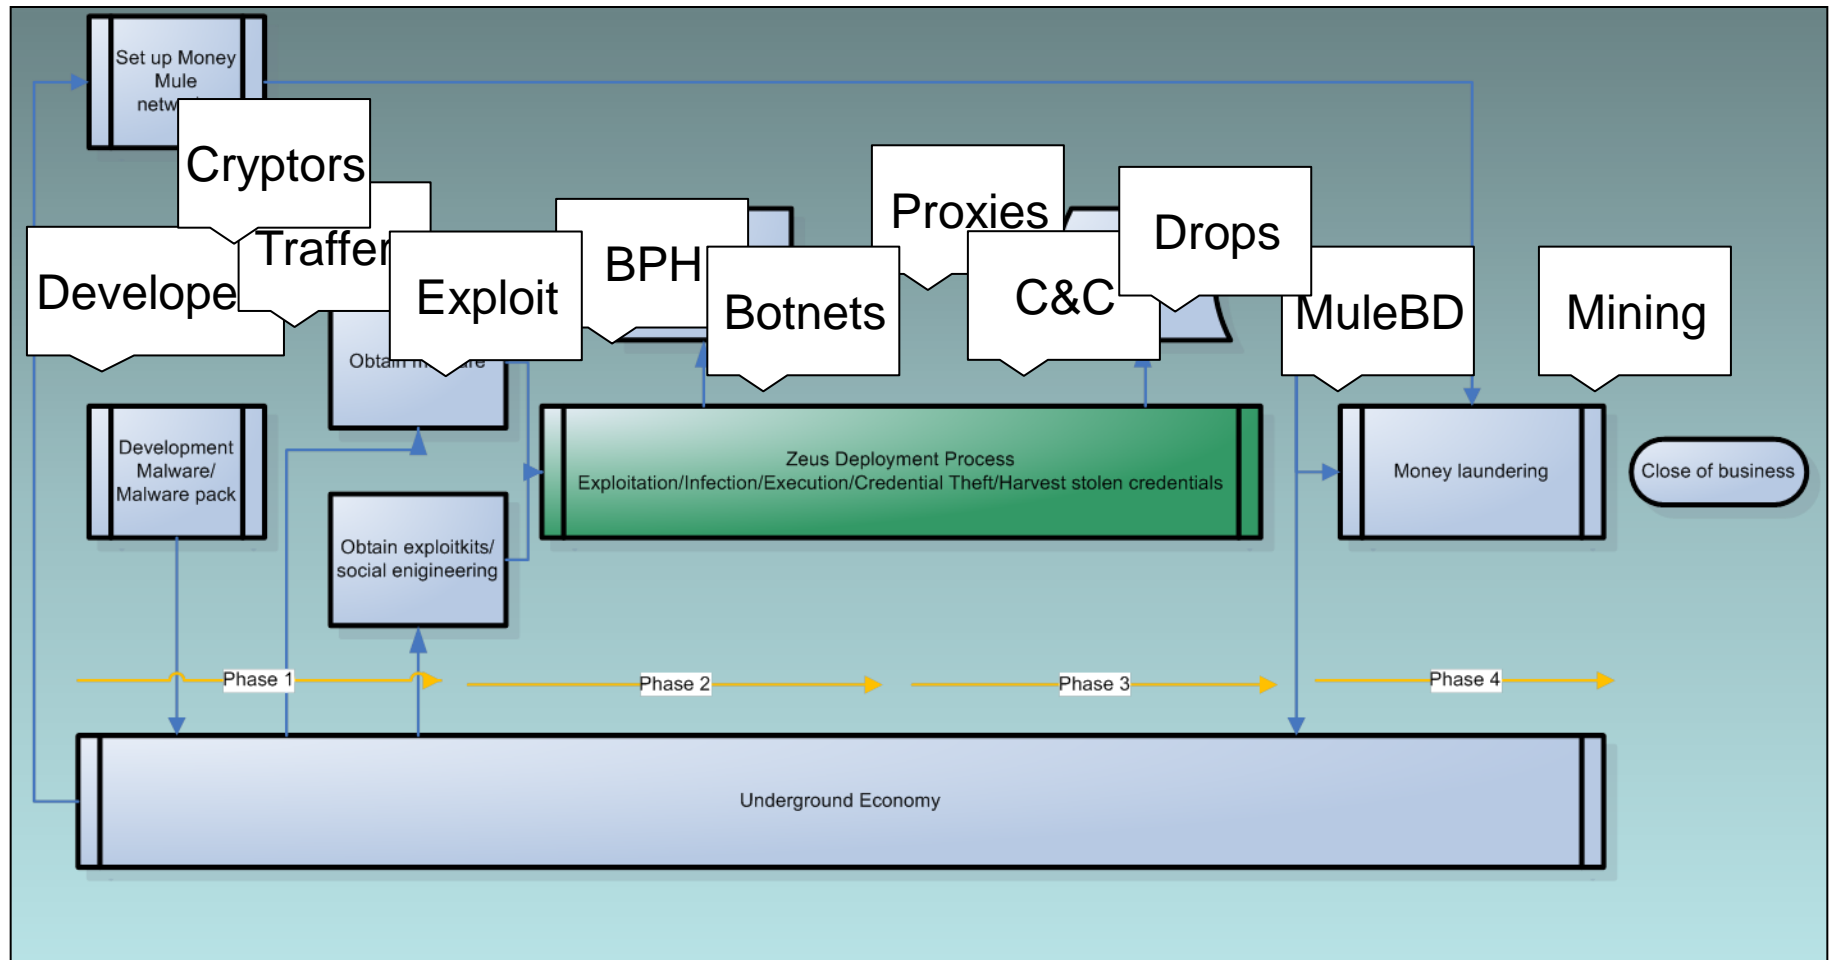 Set up Money
Mule
netw
Cryptors
Traffer
Develope
Exploit
BPH
Botnets
Proxies
C&C
Drops
MuleBD
Mining
Obtain
Development
Malware/
Malware pack
Zeus Deployment Process
Exploitation/Infection/Execution/Credential Theft/Harvest stolen credentials
Money laundering
Close of business
Obtain exploitkits/
social enigineering
Phase 1
Phase 2
Phase 3
Phase 4
Underground Economy